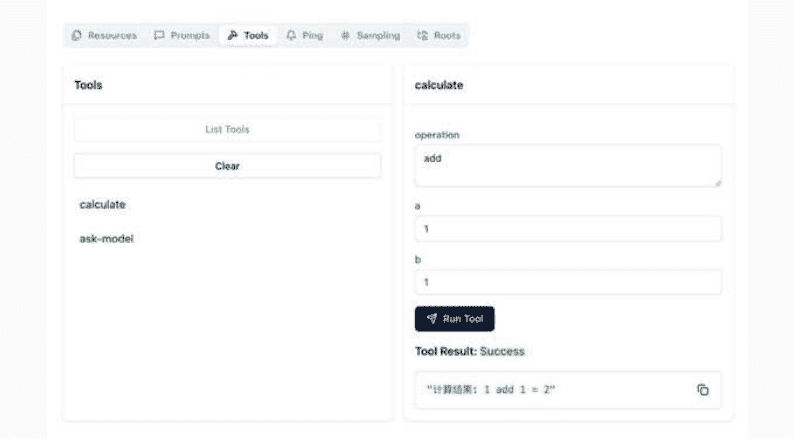 Resources Prompts Tools Ping Sampling Roots
Tools
List Tools
Clear
calculate
ask-model
calculate
operation
add
a
1
b
1
Run Tool
Tool Result: Success
"计算结果: 1 add 1 = 2"